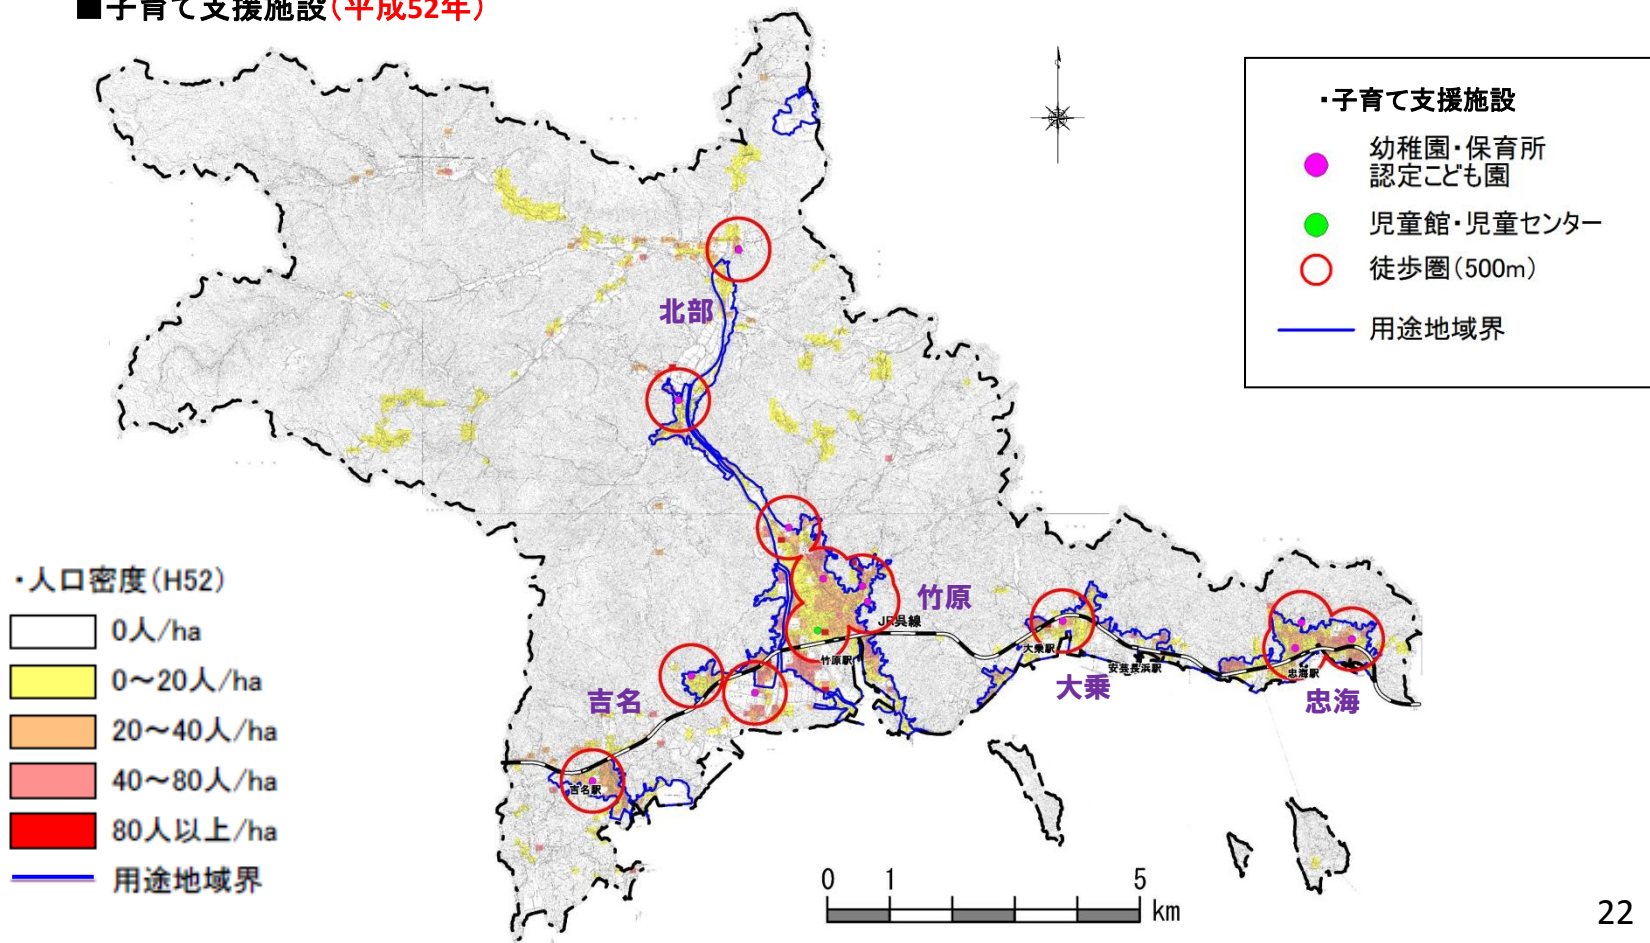 ■子育て支援施設(平成52年)
・子育て支援施設
幼稚園・保育所
認定こども園
児童館・児童センター
徒歩圏(500m)
用途地域界
北部
竹原
JR呉線
竹原駅
大乗駅
安芸長浜駅
大乗
忠海駅
忠海
吉名
吉名駅
・人口密度(H52)
0人/ha
0～20人/ha
20～40人/ha
40～80人/ha
80人以上/ha
用途地域界
0 1 5
km
22